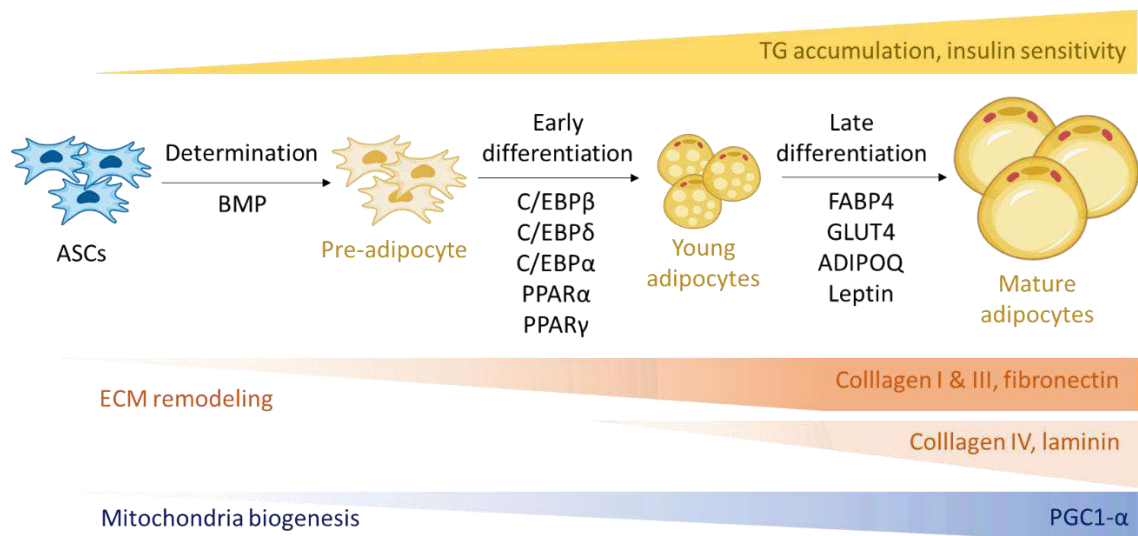 TG accumulation, insulin sensitivity
ASCs
Determination
BMP
Pre-adipocyte
Early
differentiation
C/EBPβ
C/EBPδ
C/EBPα
PPARα
PPARγ
Young
adipocytes
Late
differentiation
FABP4
GLUT4
ADIPOQ
Leptin
Mature
adipocytes
ECM remodeling
Colllagen I & III, fibronectin
Colllagen IV, laminin
Mitochondria biogenesis
PGC1-α